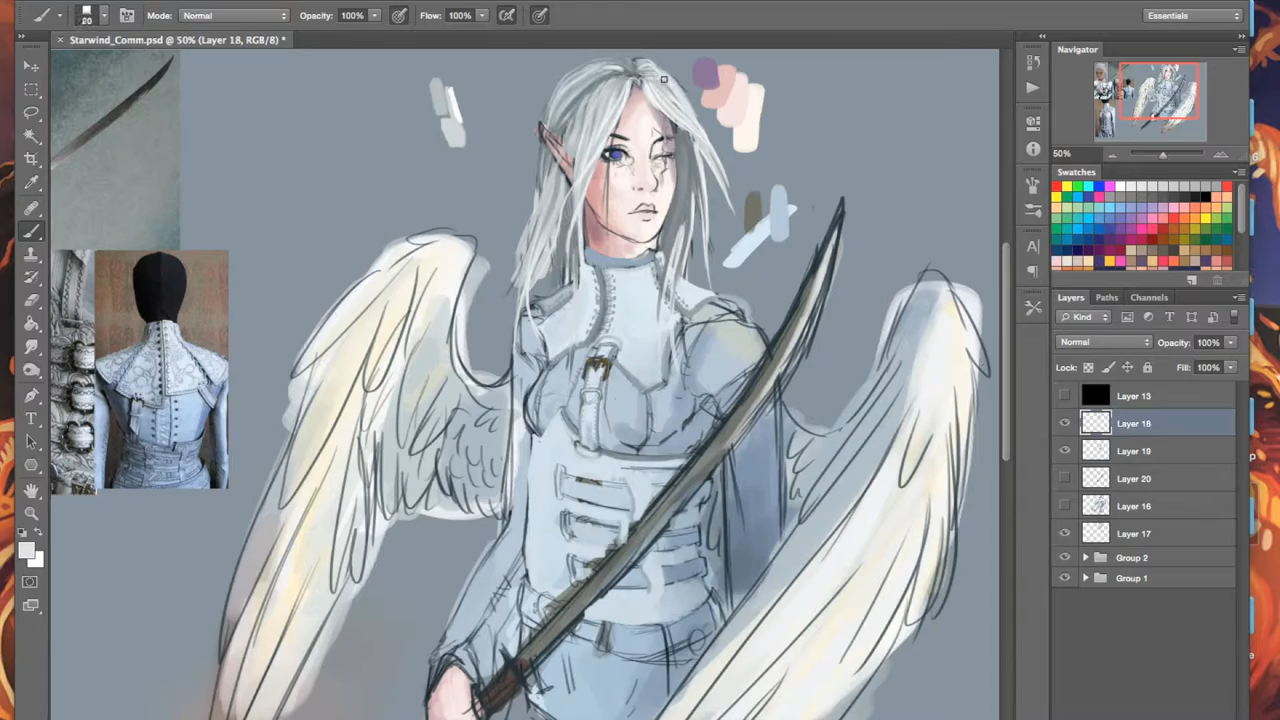 20 Mode: Normal Opacity: 100% Flow: 100% Essentials
× Starwind_Comm.psd @ 50% (Layer 18, RGB/8) *
Navigator
50%
Swatches
Layers Paths Channels
Kind
Normal Opacity: 100%
Lock: Fill: 100%
Layer 13
Layer 18
Layer 19
Layer 20
Layer 16
Layer 17
Group 2
Group 1